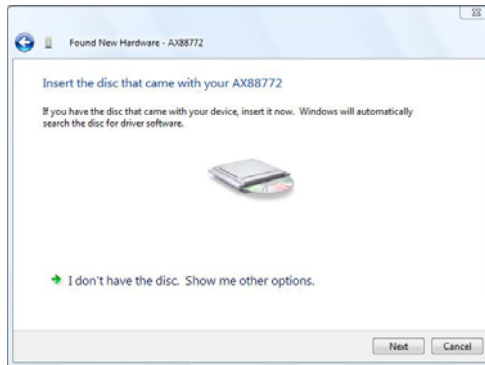 Found New Hardware - AX88772
Insert the disc that came with your AX88772
If you have the disc that came with your device, insert it now.  Windows will automatically
search the disc for driver software.
I don't have the disc.  Show me other options.
Next Cancel